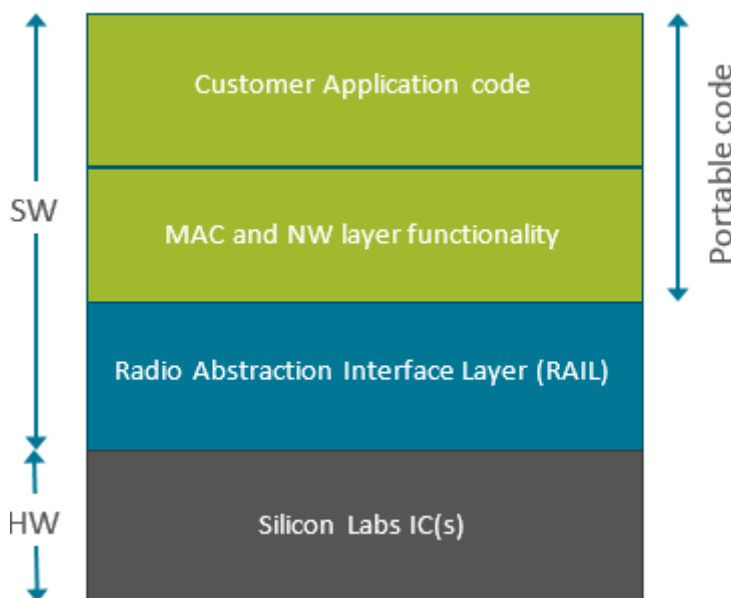 Customer Application code
SW
MAC and NW layer functionality
Portable code
Radio Abstraction Interface Layer (RAIL)
HW
Silicon Labs IC(s)